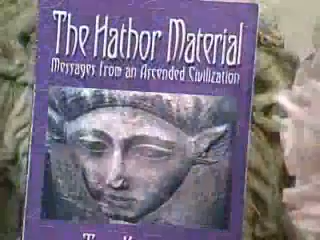 The Hathor Material
Messages from an Ascended Civilization